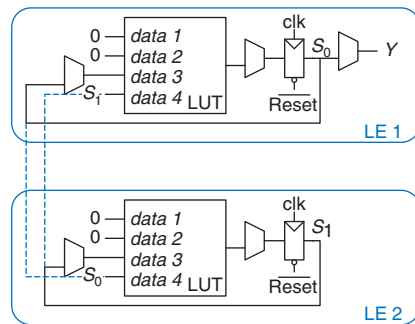 clk
0 data 1
0 data 2
data 3
S1 data 4
LUT
S0
Y
Reset
LE 1
clk
0 data 1
0 data 2
data 3
S0 data 4
LUT
S1
Reset
LE 2